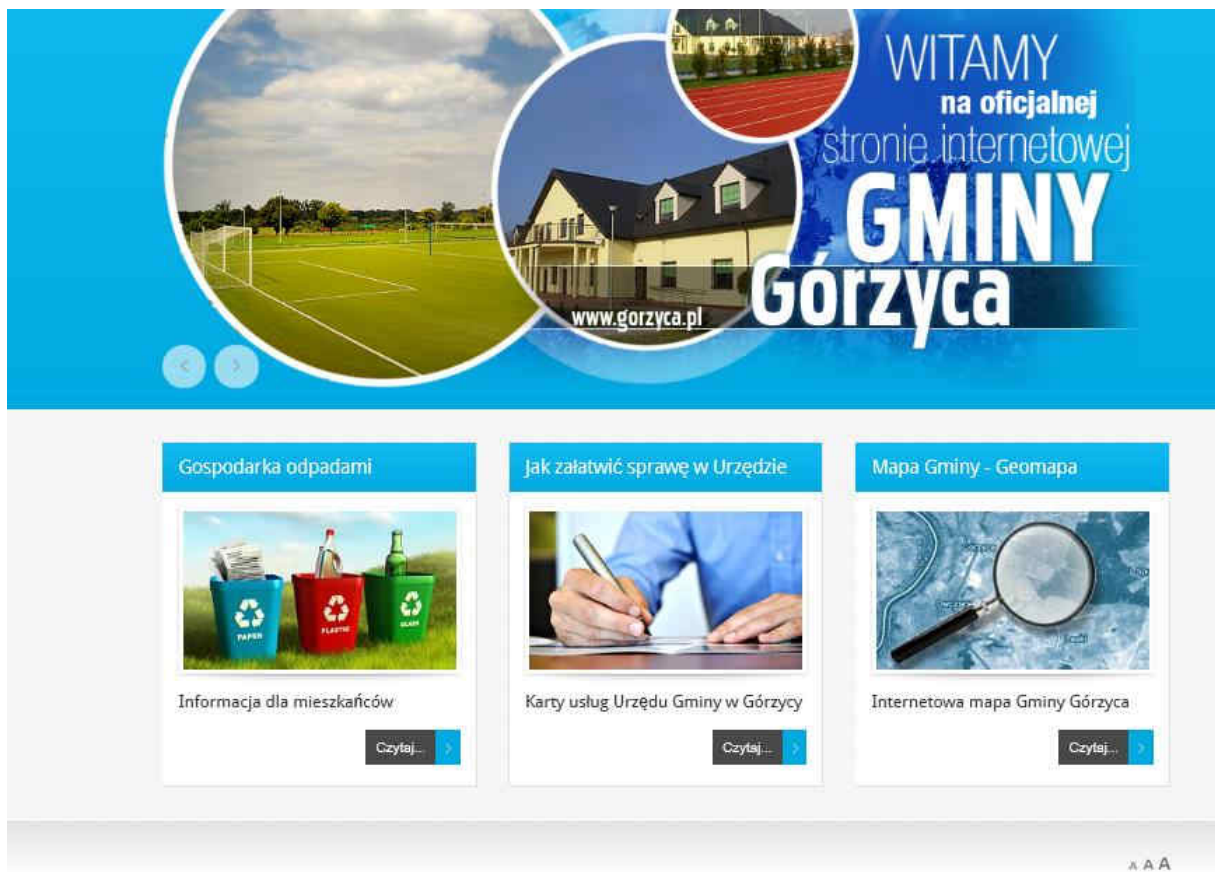 WITAMY
na oficjalnej
stronie internetowej
GMINY
Górzyca
www.gorzyca.pl
Gospodarka odpadami
Jak załatwić sprawę w Urzędzie
Mapa Gminy - Geomapa
PAPER
PLASTIC
GLASS
Informacja dla mieszkańców
Karty usług Urzędu Gminy w Górzycy
Internetowa mapa Gminy Górzyca
Czytaj...
Czytaj...
Czytaj...
A A A